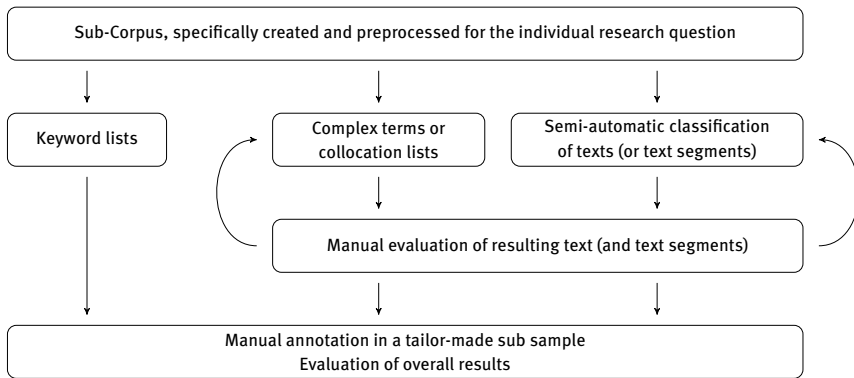 Sub-Corpus, specifically created and preprocessed for the individual research question
Keyword lists
Complex terms or
collocation lists
Semi-automatic classification
of texts (or text segments)
Manual evaluation of resulting text (and text segments)
Manual annotation in a tailor-made sub sample
Evaluation of overall results